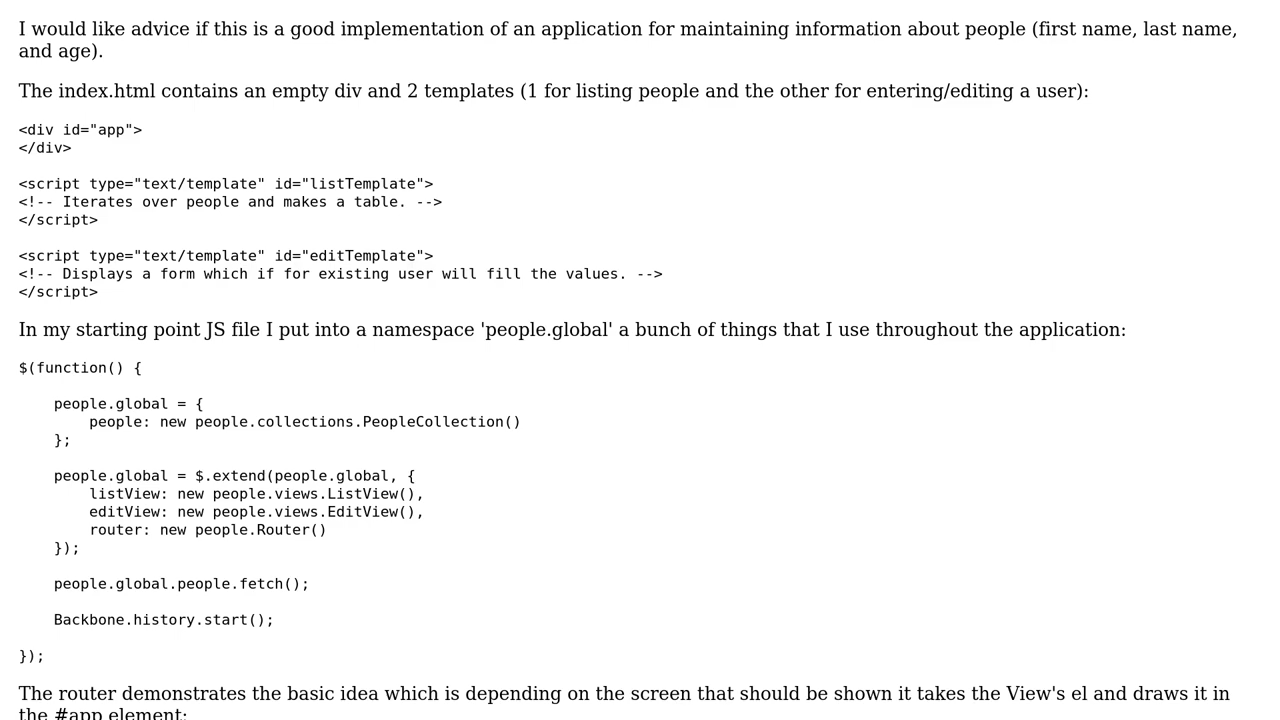 I would like advice if this is a good implementation of an application for maintaining information about people (first name, last name,
and age).
The index.html contains an empty div and 2 templates (1 for listing people and the other for entering/editing a user):
<div id="app">
</div>
<script type="text/template" id="listTemplate">
<!-- Iterates over people and makes a table. -->
</script>
<script type="text/template" id="editTemplate">
<!-- Displays a form which if for existing user will fill the values. -->
</script>
In my starting point JS file I put into a namespace 'people.global' a bunch of things that I use throughout the application:
$(function() {
    people.global = {
        people: new people.collections.PeopleCollection()
    };
    people.global = $.extend(people.global, {
        listView: new people.views.ListView(),
        editView: new people.views.EditView(),
        router: new people.Router()
    });
    people.global.people.fetch();
    Backbone.history.start();
});
The router demonstrates the basic idea which is depending on the screen that should be shown it takes the View's el and draws it in
the #app element: